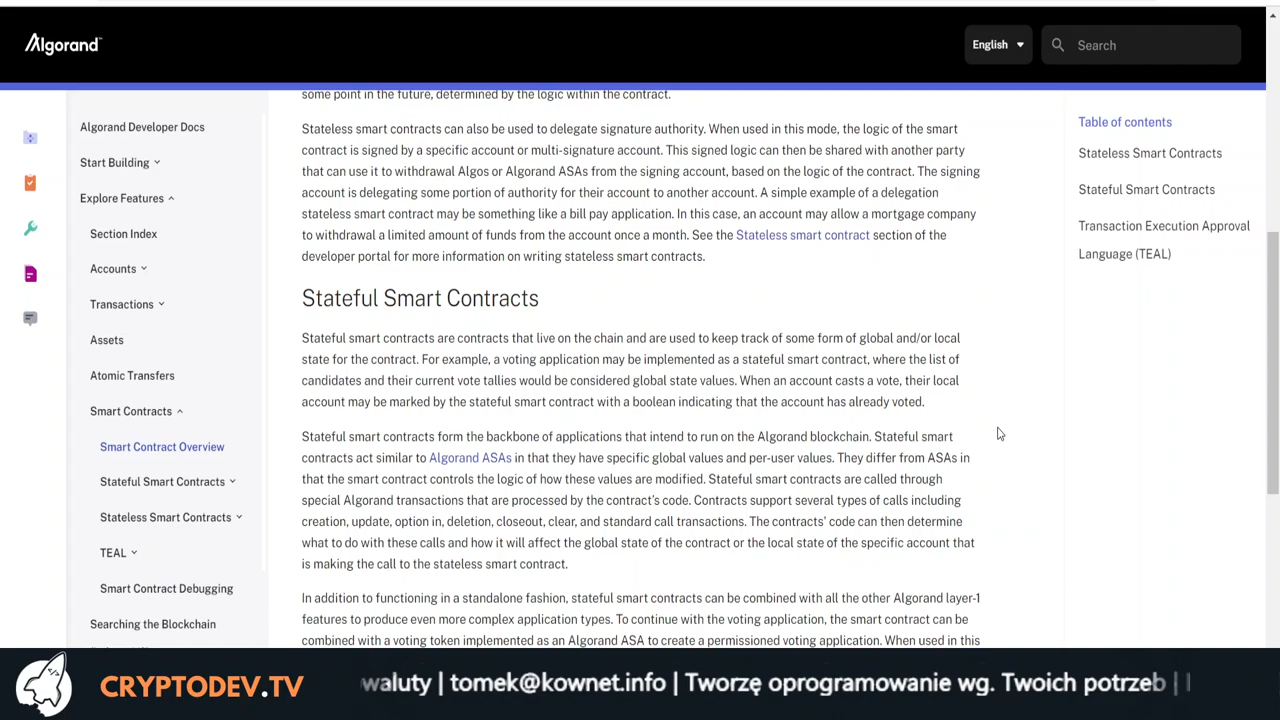 Algorand
English
Search
Algorand Developer Docs
Start Building
Explore Features
Section Index
Accounts
Transactions
Assets
Atomic Transfers
Smart Contracts
Smart Contract Overview
Stateful Smart Contracts
Stateless Smart Contracts
TEAL
Smart Contract Debugging
Searching the Blockchain
some point in the future, determined by the logic within the contract.
Stateless smart contracts can also be used to delegate signature authority. When used in this mode, the logic of the smart
contract is signed by a specific account or multi-signature account. This signed logic can then be shared with another party
that can use it to withdrawal Algos or Algorand ASAs from the signing account, based on the logic of the contract. The signing
account is delegating some portion of authority for their account to another account. A simple example of a delegation
stateless smart contract may be something like a bill pay application. In this case, an account may allow a mortgage company
to withdrawal a limited amount of funds from the account once a month. See the Stateless smart contract section of the
developer portal for more information on writing stateless smart contracts.
Stateful Smart Contracts
Stateful smart contracts are contracts that live on the chain and are used to keep track of some form of global and/or local
state for the contract. For example, a voting application may be implemented as a stateful smart contract, where the list of
candidates and their current vote tallies would be considered global state values. When an account casts a vote, their local
account may be marked by the stateful smart contract with a boolean indicating that the account has already voted.
Stateful smart contracts form the backbone of applications that intend to run on the Algorand blockchain. Stateful smart
contracts act similar to Algorand ASAs in that they have specific global values and per-user values. They differ from ASAs in
that the smart contract controls the logic of how these values are modified. Stateful smart contracts are called through
special Algorand transactions that are processed by the contract's code. Contracts support several types of calls including
creation, update, option in, deletion, closeout, clear, and standard call transactions. The contracts' code can then determine
what to do with these calls and how it will affect the global state of the contract or the local state of the specific account that
is making the call to the stateless smart contract.
In addition to functioning in a standalone fashion, stateful smart contracts can be combined with all the other Algorand layer-1
features to produce even more complex application types. To continue with the voting application, the smart contract can be
combined with a voting token implemented as an Algorand ASA to create a permissioned voting application. When used in this
Table of contents
Stateless Smart Contracts
Stateful Smart Contracts
Transaction Execution Approval
Language (TEAL)
CRYPTODEV.TV
waluty | tomek@kownet.info | Tworzę oprogramowanie wg. Twoich potrzeb |